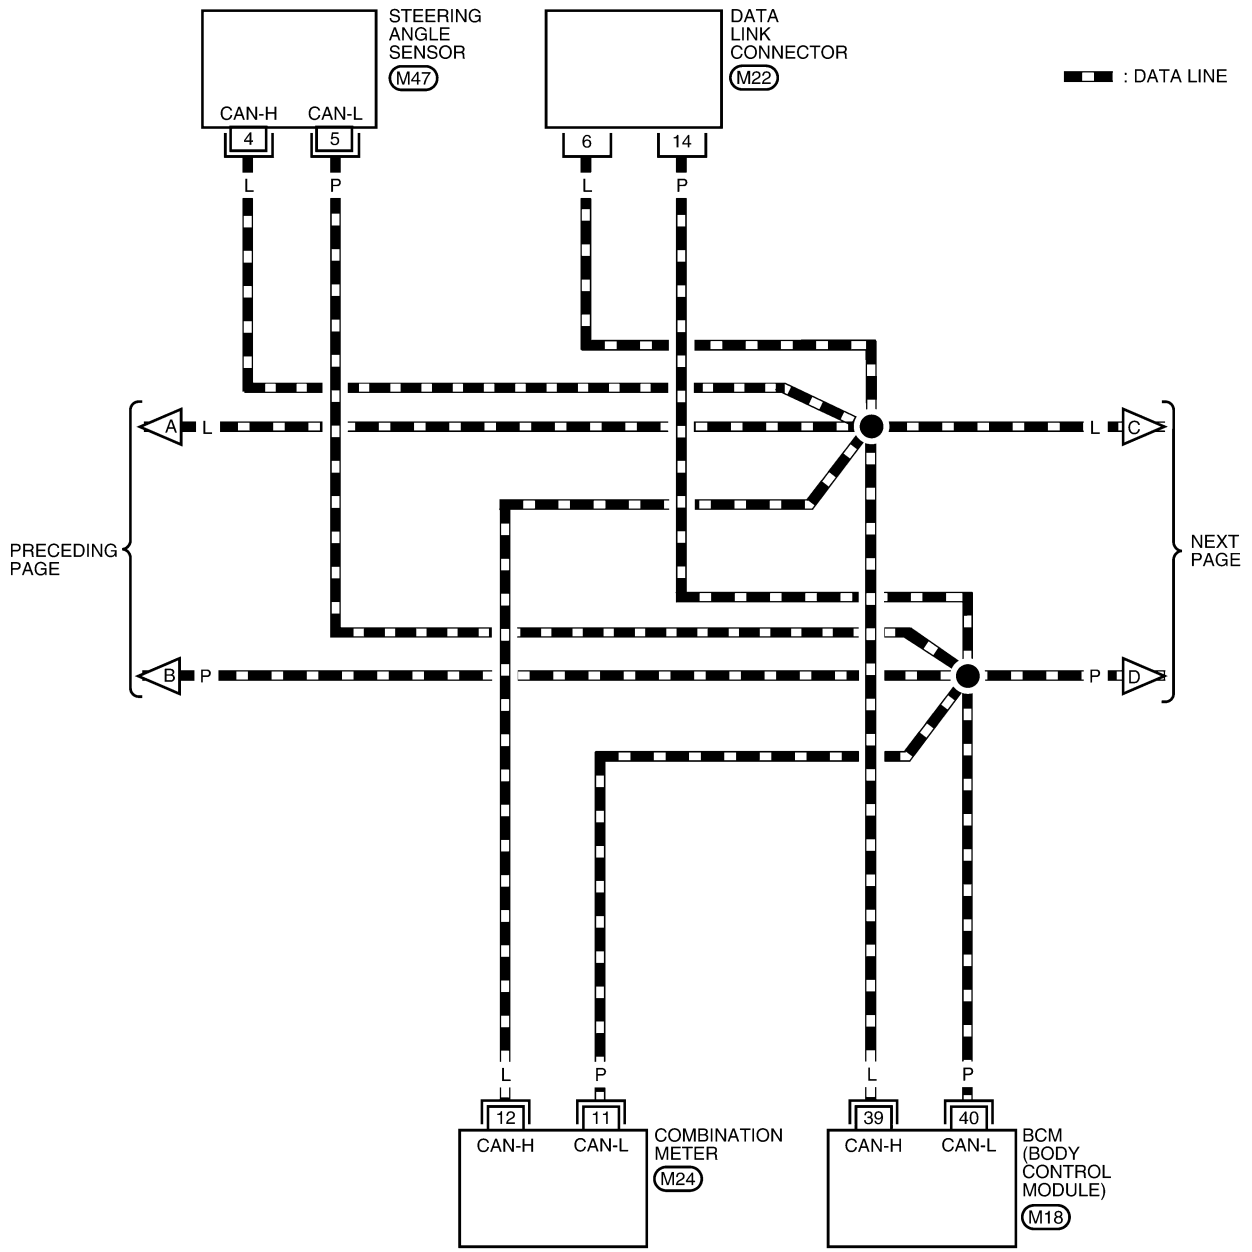 STEERING
ANGLE
SENSOR
M47
DATA
LINK
CONNECTOR
M22
: DATA LINE
CAN-H
CAN-L
4
5
6
14
L
P
L
P
A
L
L
C
PRECEDING
PAGE
NEXT
PAGE
B
P
P
D
L
P
L
P
12
11
39
40
CAN-H
CAN-L
COMBINATION
METER
M24
CAN-H
CAN-L
BCM
(BODY
CONTROL
MODULE)
M18